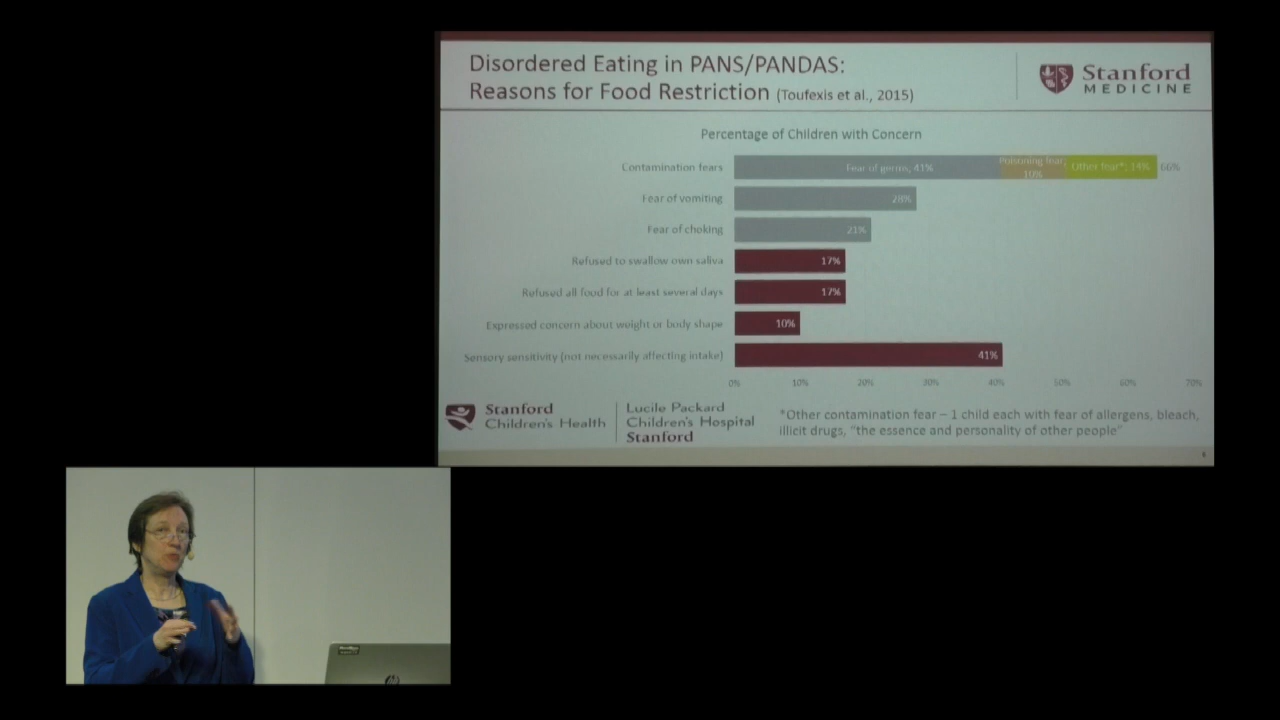 Disordered Eating in PANS/PANDAS:
Reasons for Food Restriction (Toufexis et al., 2015)
Stanford
MEDICINE
Percentage of Children with Concern
Contamination fears
Fear of germs, 41%
Poisoning fear,
10%
Other fear*; 14%
66%
Fear of vomiting
28%
Fear of choking
21%
Refused to swallow own saliva
17%
Refused all food for at least several days
17%
Expressed concern about weight or body shape
10%
Sensory sensitivity (not necessarily affecting intake)
41%
0% 10% 20% 30% 40% 50% 60% 70%
Stanford
Children's Health
Lucile Packard
Children's Hospital
Stanford
*Other contamination fear – 1 child each with fear of allergens, bleach,
illicit drugs, "the essence and personality of other people"
hp